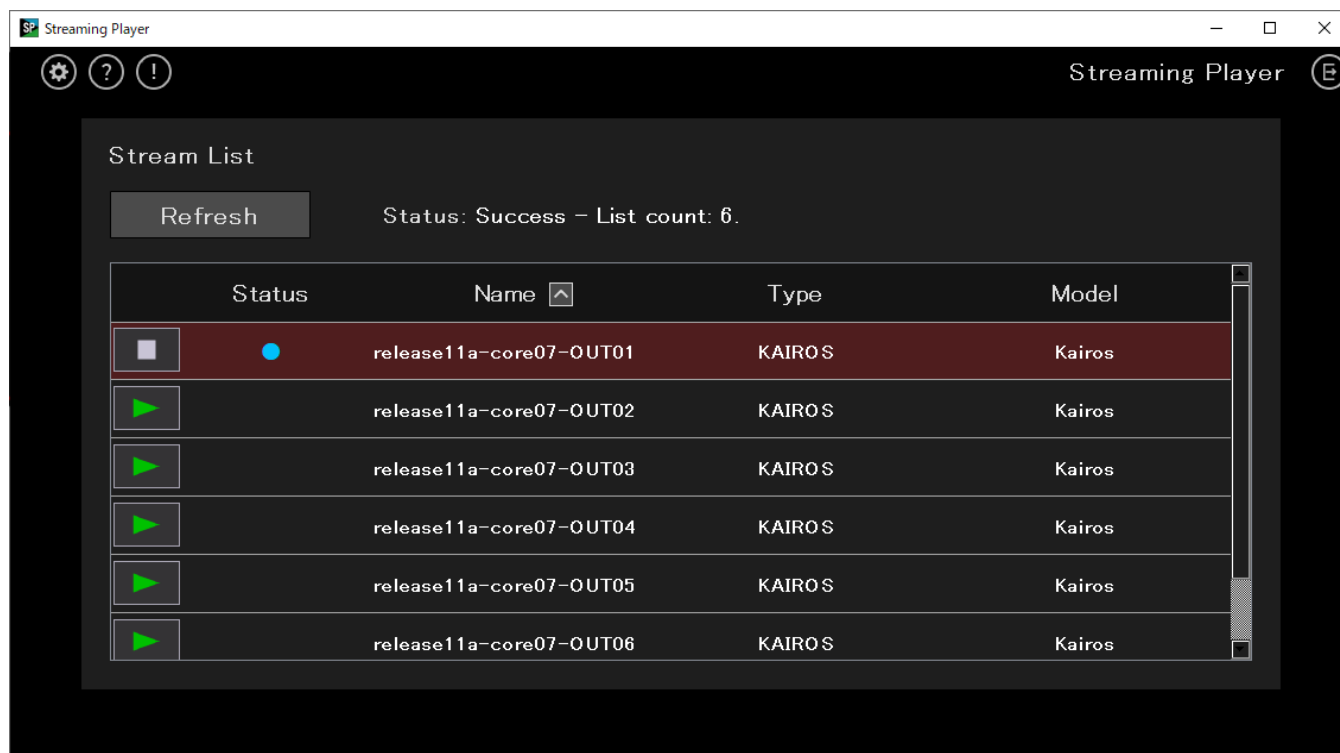 SP Streaming Player
? ! Streaming Player
Stream List
Refresh Status: Success - List count: 6.
Status Name Type Model
release11a-core07-OUT01 KAIROS Kairos
release11a-core07-OUT02 KAIROS Kairos
release11a-core07-OUT03 KAIROS Kairos
release11a-core07-OUT04 KAIROS Kairos
release11a-core07-OUT05 KAIROS Kairos
release11a-core07-OUT06 KAIROS Kairos